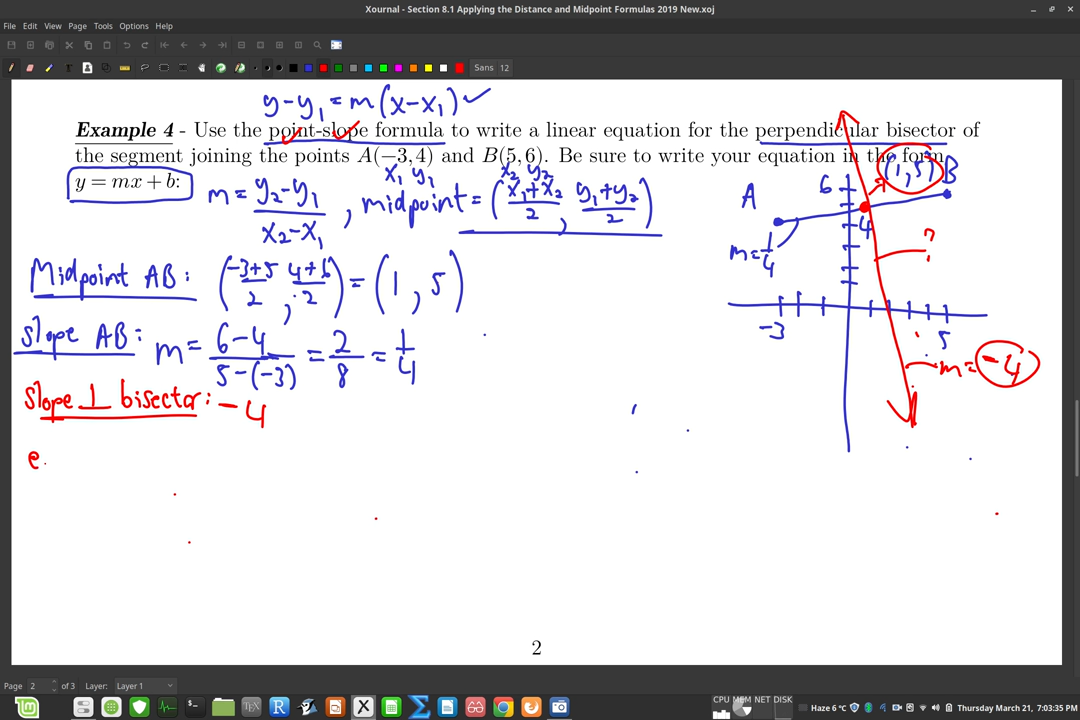 Xournal - Section 8.1 Applying the Distance and Midpoint Formulas 2019 New.xoj
File Edit View Page Tools Options Help
Sans 12
y-y₁ = m(x-x₁) ✓
Example 4 - Use the point-slope formula to write a linear equation for the perpendicular bisector of
the segment joining the points A(−3, 4) and B(5, 6). Be sure to write your equation in the form
y = mx + b:
x₁ y₁ x₂ y₂
m = (y₂-y₁)/(x₂-x₁) , midpoint = ((x₁+x₂)/2 , (y₁+y₂)/2)
Midpoint AB: ((-3+5)/2 , (4+6)/2) = (1, 5)
Slope AB: m = (6-4)/(5-(-3)) = 2/8 = 1/4
Slope ⊥ bisector: -4
e
A
6
(1, 5)
B
4
m = 1/4
?
-3
5
m = -4
2
Page 2 of 3 Layer: Layer 1
CPU MEM NET DISK
Haze 6 °C
Thursday March 21, 7:03:35 PM